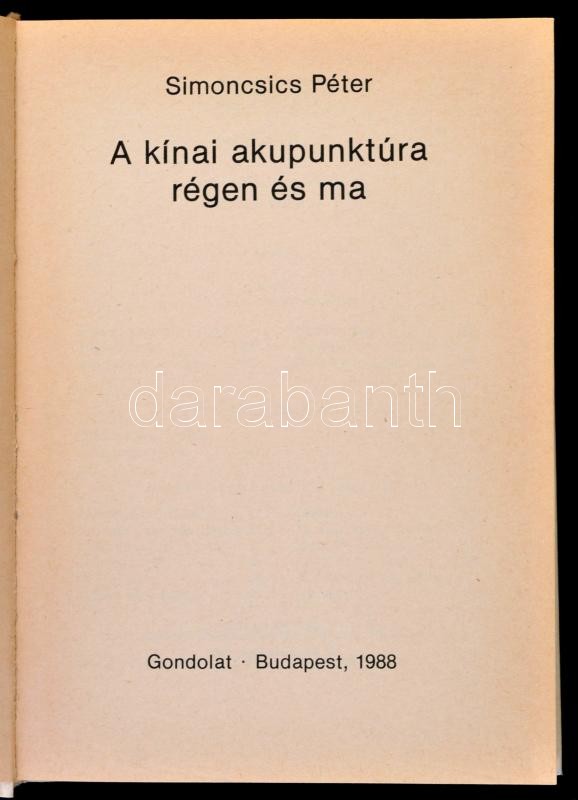 Simoncsics Péter
A kínai akupunktúra
régen és ma
darabanth
Gondolat · Budapest, 1988